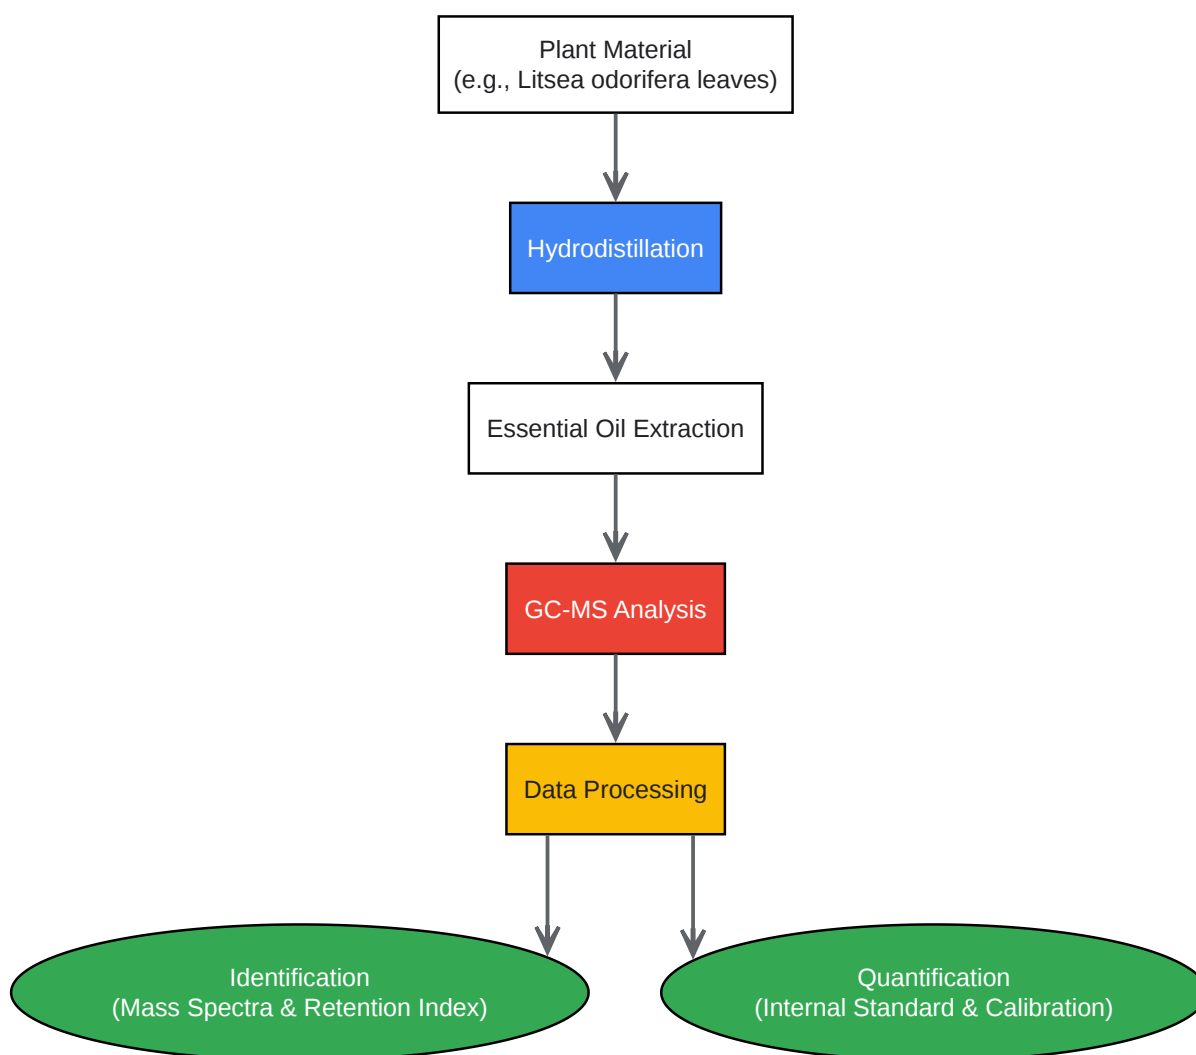 Plant Material
(e.g., Litsea odorifera leaves)
Hydrodistillation
Essential Oil Extraction
GC-MS Analysis
Data Processing
Identification
(Mass Spectra & Retention Index)
Quantification
(Internal Standard & Calibration)